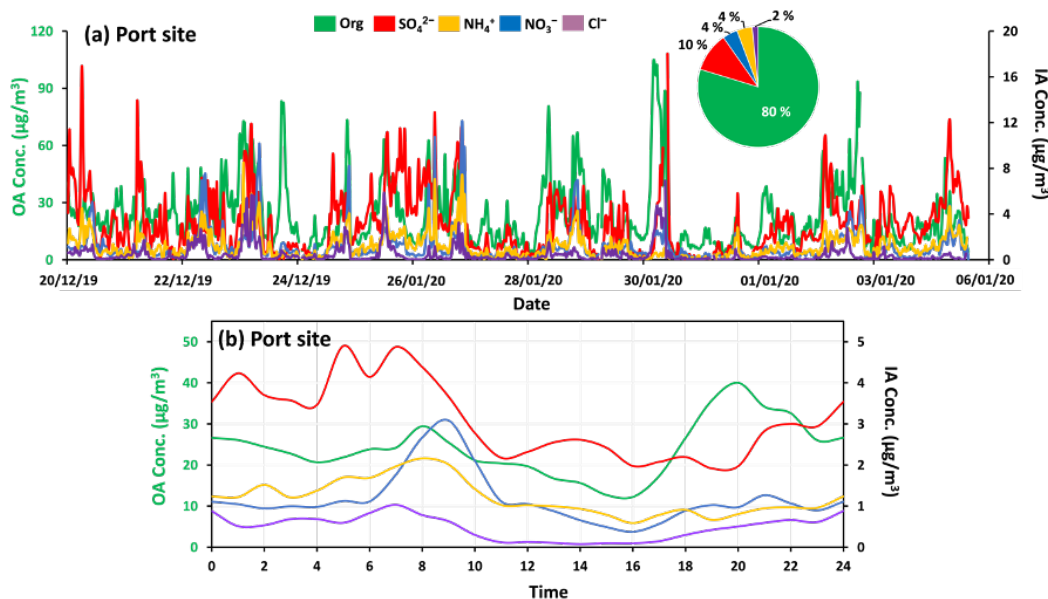 Org SO₄²⁻ NH₄⁺ NO₃⁻ Cl⁻
(a) Port site
OA Conc. (µg/m³)
120
90
60
30
0
20
16
12
8
4
0
IA Conc. (µg/m³)
4 %
4 %
2 %
10 %
80 %
20/12/19 22/12/19 24/12/19 26/01/20 28/01/20 30/01/20 01/01/20 03/01/20 06/01/20
Date
(b) Port site
OA Conc. (µg/m³)
50
40
30
20
10
0
5
4
3
2
1
0
IA Conc. (µg/m³)
0 2 4 6 8 10 12 14 16 18 20 22 24
Time